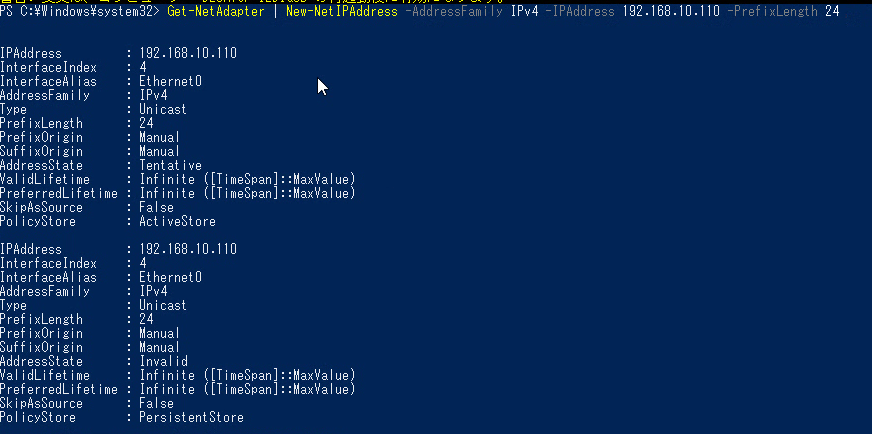 PS C:¥Windows¥system32> Get-NetAdapter | New-NetIPAddress -AddressFamily IPv4 -IPAddress 192.168.10.110 -PrefixLength 24
IPAddress : 192.168.10.110
InterfaceIndex : 4
InterfaceAlias : Ethernet0
AddressFamily : IPv4
Type : Unicast
PrefixLength : 24
PrefixOrigin : Manual
SuffixOrigin : Manual
AddressState : Tentative
ValidLifetime : Infinite ([TimeSpan]::MaxValue)
PreferredLifetime : Infinite ([TimeSpan]::MaxValue)
SkipAsSource : False
PolicyStore : ActiveStore
IPAddress : 192.168.10.110
InterfaceIndex : 4
InterfaceAlias : Ethernet0
AddressFamily : IPv4
Type : Unicast
PrefixLength : 24
PrefixOrigin : Manual
SuffixOrigin : Manual
AddressState : Invalid
ValidLifetime : Infinite ([TimeSpan]::MaxValue)
PreferredLifetime : Infinite ([TimeSpan]::MaxValue)
SkipAsSource : False
PolicyStore : PersistentStore